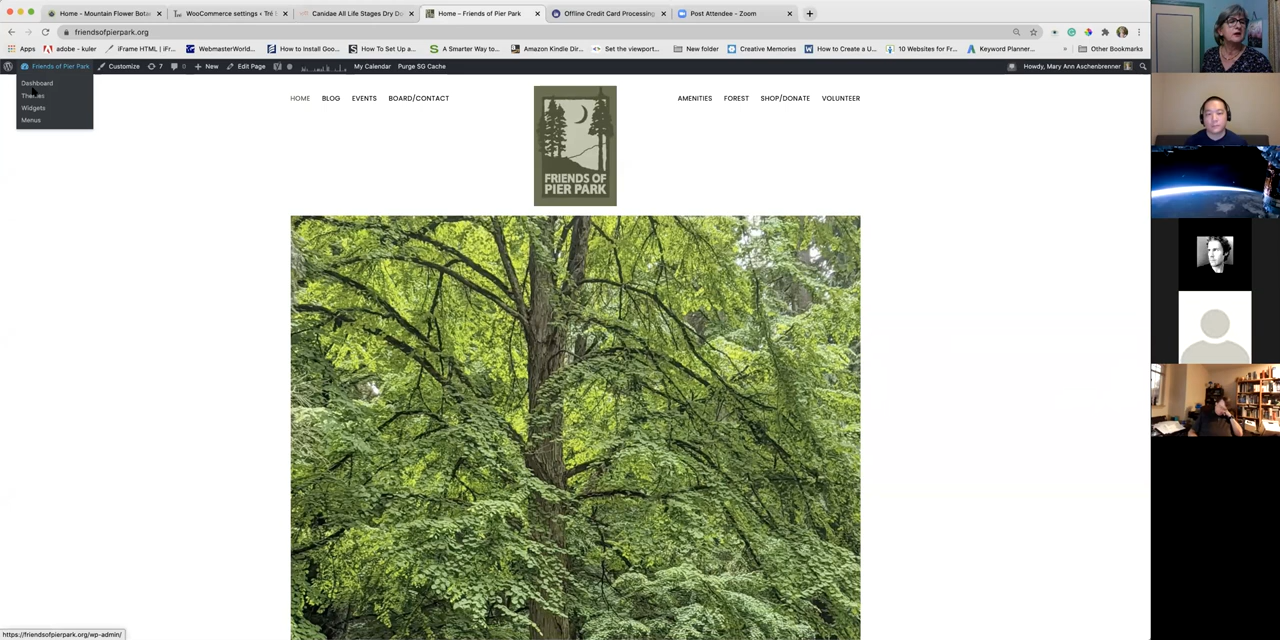 Home - Mountain Flower Botan
WooCommerce settings ‹ Tré E
Canidae All Life Stages Dry Do
Home – Friends of Pier Park
Offline Credit Card Processing
Post Attendee - Zoom
friendsofpierpark.org
Apps
adobe - kuler
iFrame HTML | iFr...
WebmasterWorld...
How to Install Goo...
How To Set up a...
A Smarter Way to...
Amazon Kindle Dir...
Set the viewport...
New folder
Creative Memories
How to Create a U...
10 Websites for Fr...
Keyword Planner...
Other Bookmarks
Friends of Pier Park
Customize
7
0
New
Edit Page
My Calendar
Purge SG Cache
Howdy, Mary Ann Aschenbrenner
Dashboard
Themes
Widgets
Menus
HOME
BLOG
EVENTS
BOARD/CONTACT
FRIENDS OF
PIER PARK
AMENITIES
FOREST
SHOP/DONATE
VOLUNTEER
https://friendsofpierpark.org/wp-admin/